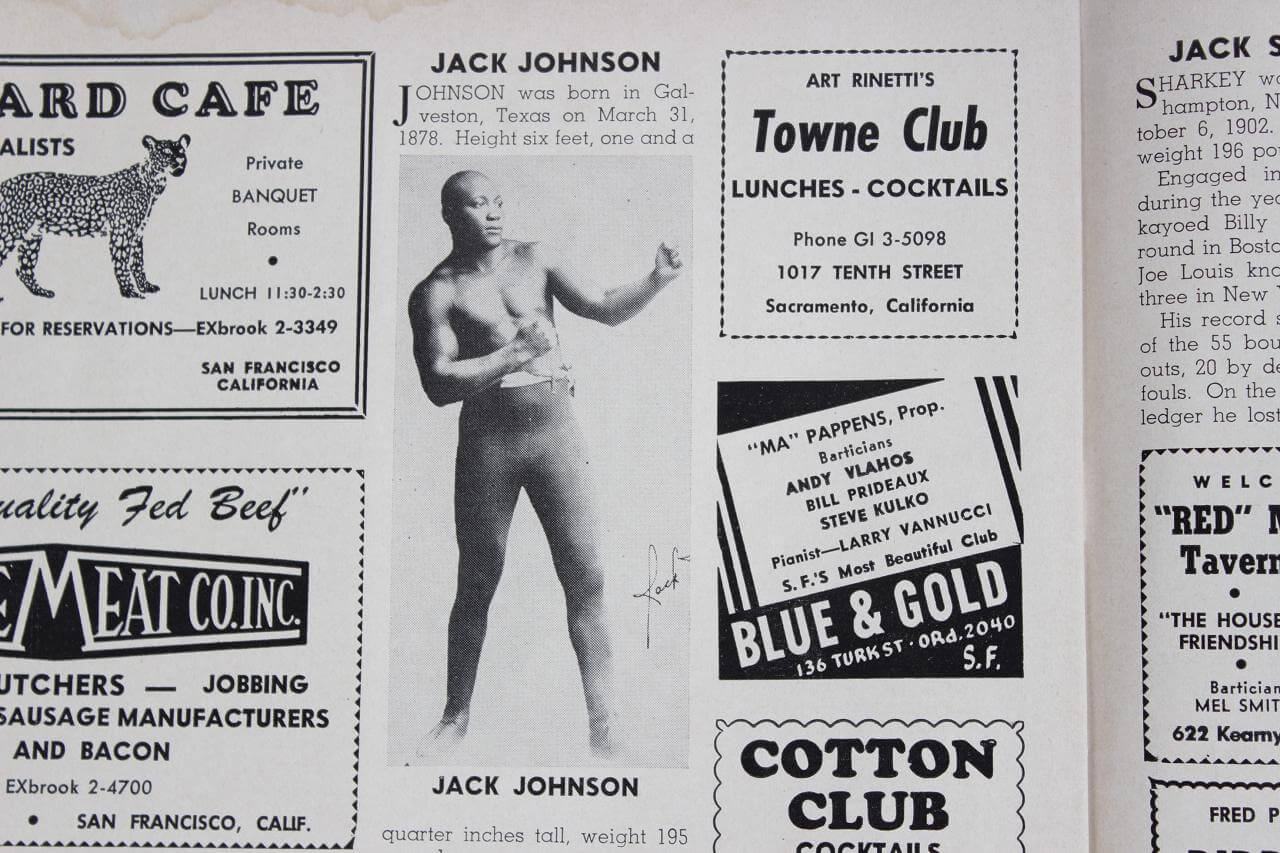 ARD CAFE
ALISTS
Private
BANQUET
Rooms
•
LUNCH 11:30-2:30
FOR RESERVATIONS—EXbrook 2-3349
SAN FRANCISCO
CALIFORNIA
uality Fed Beef"
E MEAT CO. INC.
UTCHERS — JOBBING
SAUSAGE MANUFACTURERS
AND BACON
EXbrook 2-4700
• SAN FRANCISCO, CALIF.
JACK JOHNSON
JOHNSON was born in Gal-
veston, Texas on March 31,
1878. Height six feet, one and a
Jack
JACK JOHNSON
quarter inches tall, weight 195
ART RINETTI'S
Towne Club
LUNCHES - COCKTAILS
Phone GI 3-5098
1017 TENTH STREET
Sacramento, California
"MA" PAPPENS, Prop.
Barticians
ANDY VLAHOS
BILL PRIDEAUX
STEVE KULKO
Pianist—LARRY VANNUCCI
S.F.'S Most Beautiful Club
BLUE & GOLD
136 TURK ST · ORd. 2040
S.F.
COTTON
CLUB
COCKTAILS
JACK S
SHARKEY w
hampton, N
tober 6, 1902.
weight 196 po
Engaged in
during the yea
kayoed Billy
round in Bosto
Joe Louis kno
three in New
His record s
of the 55 bou
outs, 20 by de
fouls. On the
ledger he lost
WELC
"RED" M
Tavern
•
"THE HOUSE
FRIENDSHI
•
Bartician
MEL SMIT
622 Kearny
FRED P